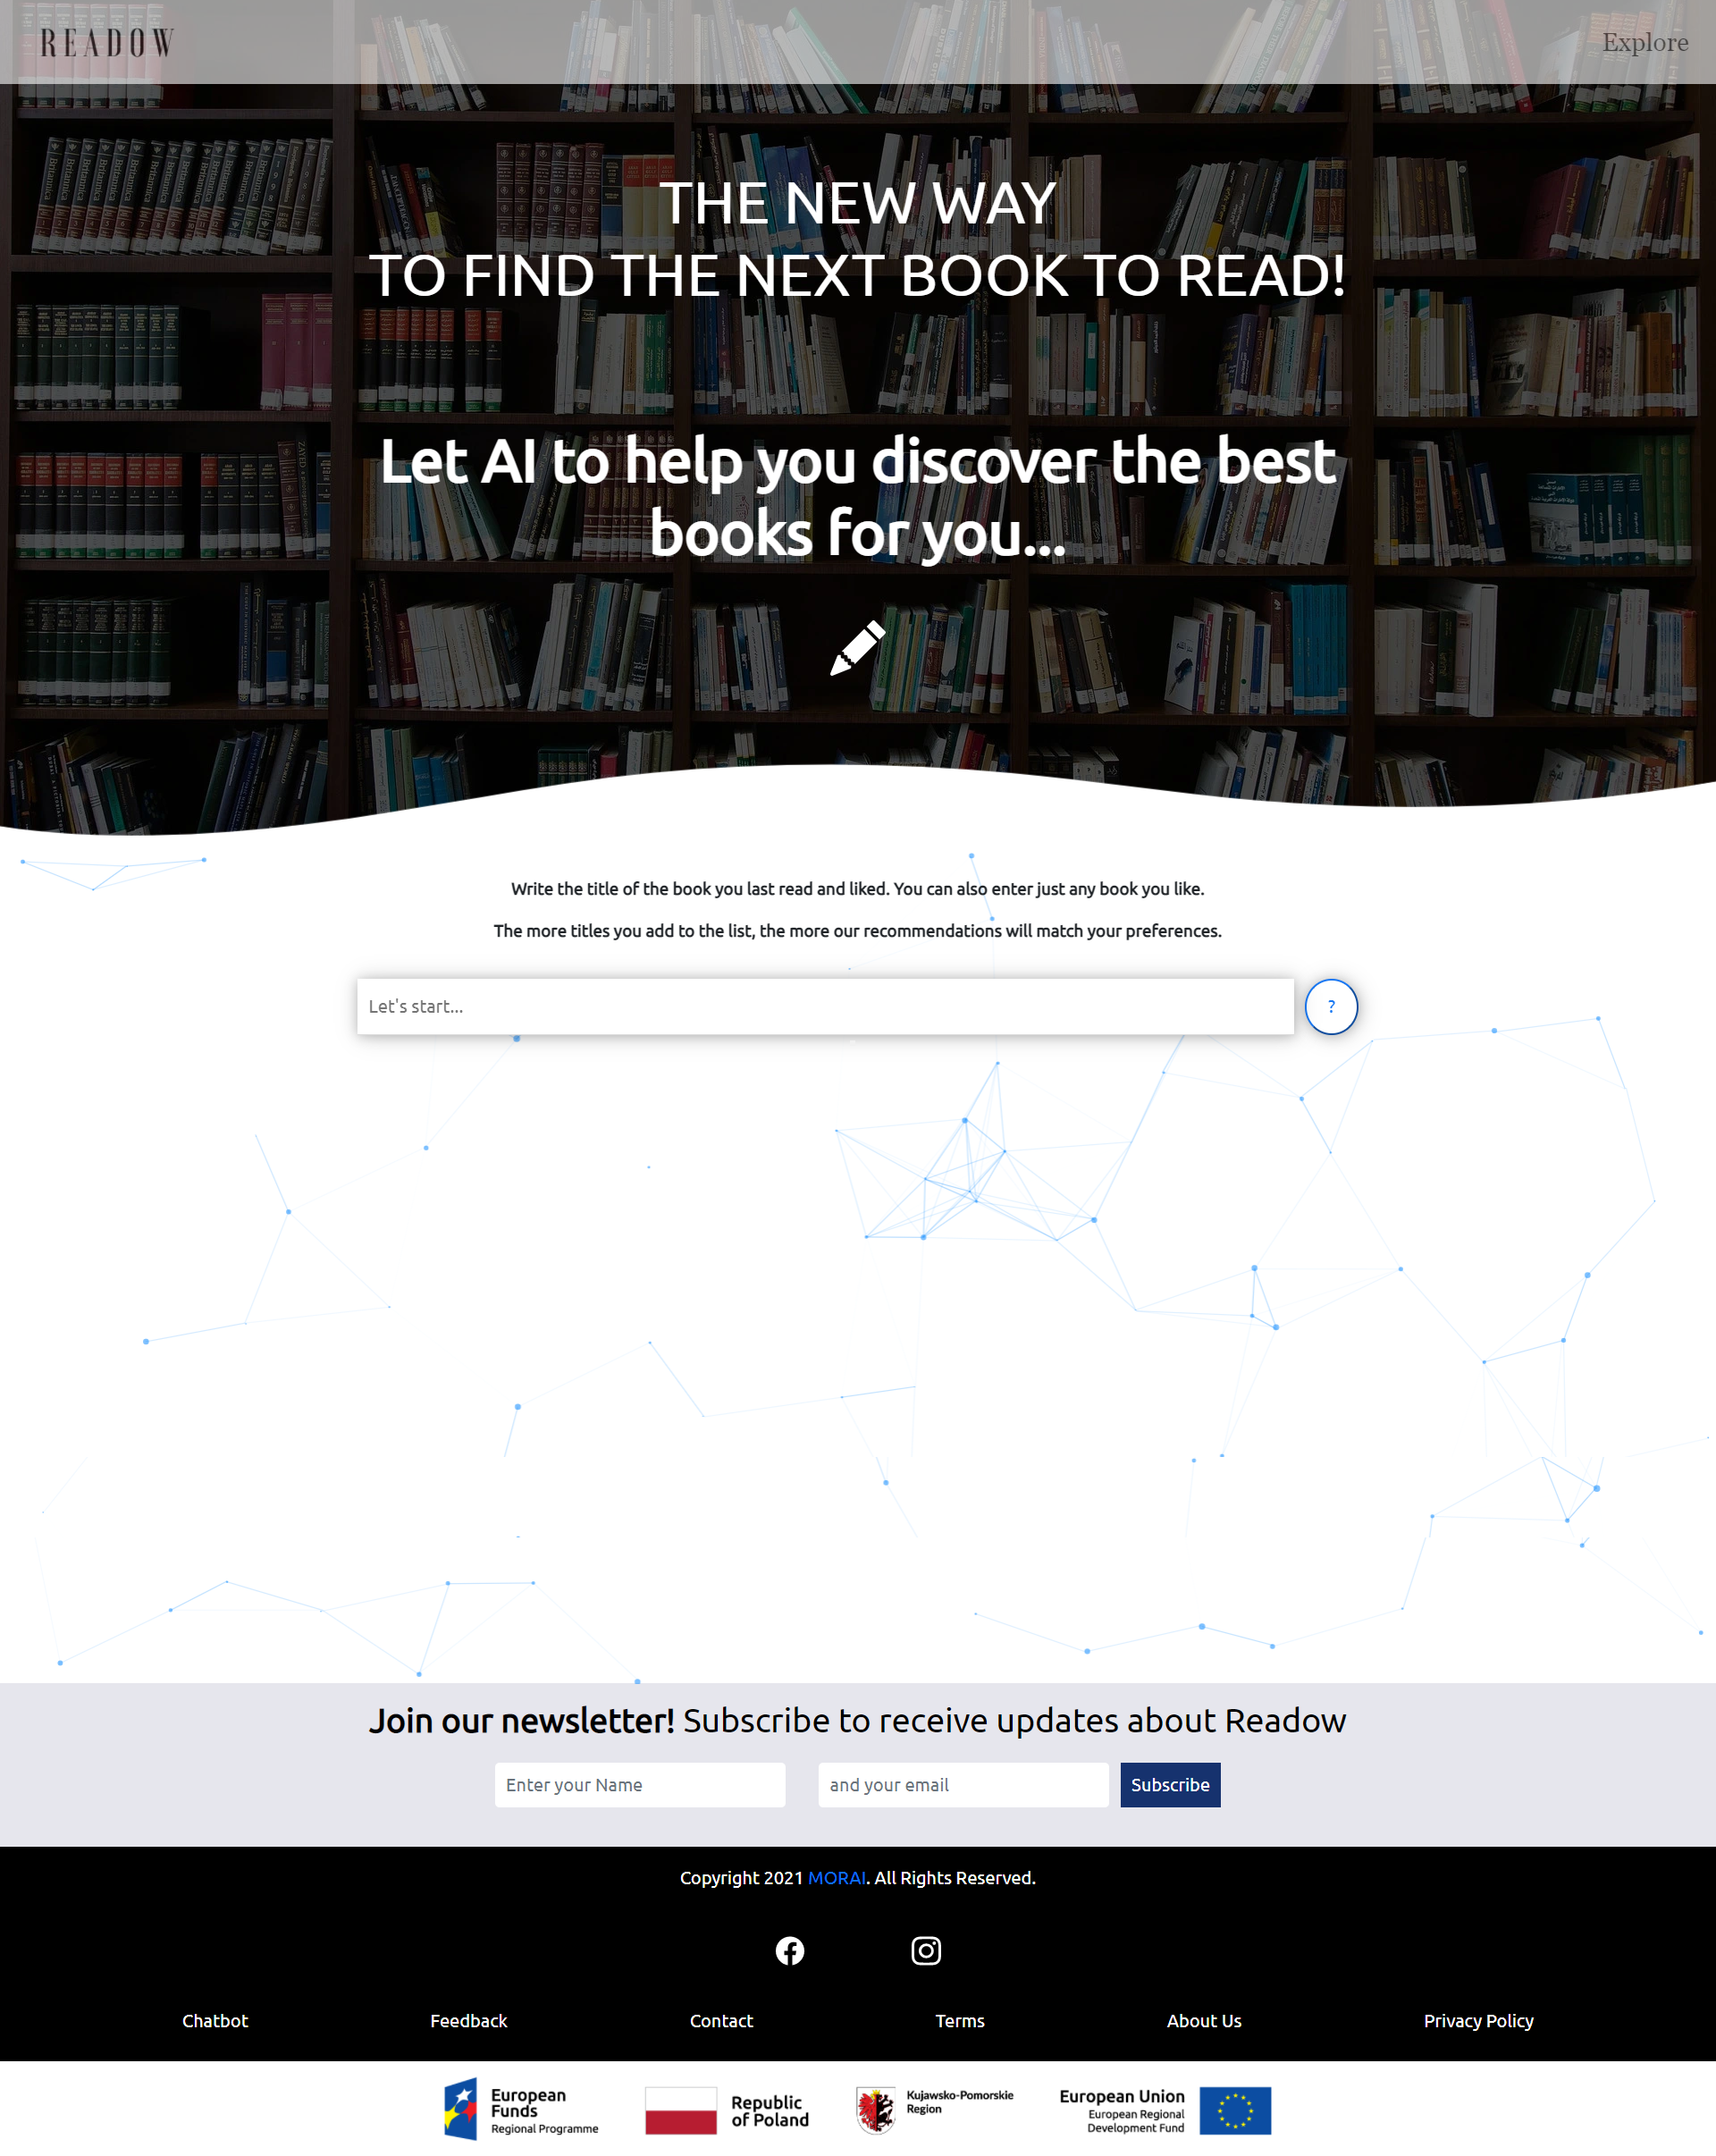 READOW
Explore
THE NEW WAY
TO FIND THE NEXT BOOK TO READ!
Let AI to help you discover the best
books for you...
Write the title of the book you last read and liked. You can also enter just any book you like.
The more titles you add to the list, the more our recommendations will match your preferences.
Let's start...
?
Join our newsletter! Subscribe to receive updates about Readow
Enter your Name
and your email
Subscribe
Copyright 2021 MORAI. All Rights Reserved.
Chatbot
Feedback
Contact
Terms
About Us
Privacy Policy
European
Funds
Regional Programme
Republic
of Poland
Kujawsko-Pomorskie
Region
European Union
European Regional
Development Fund